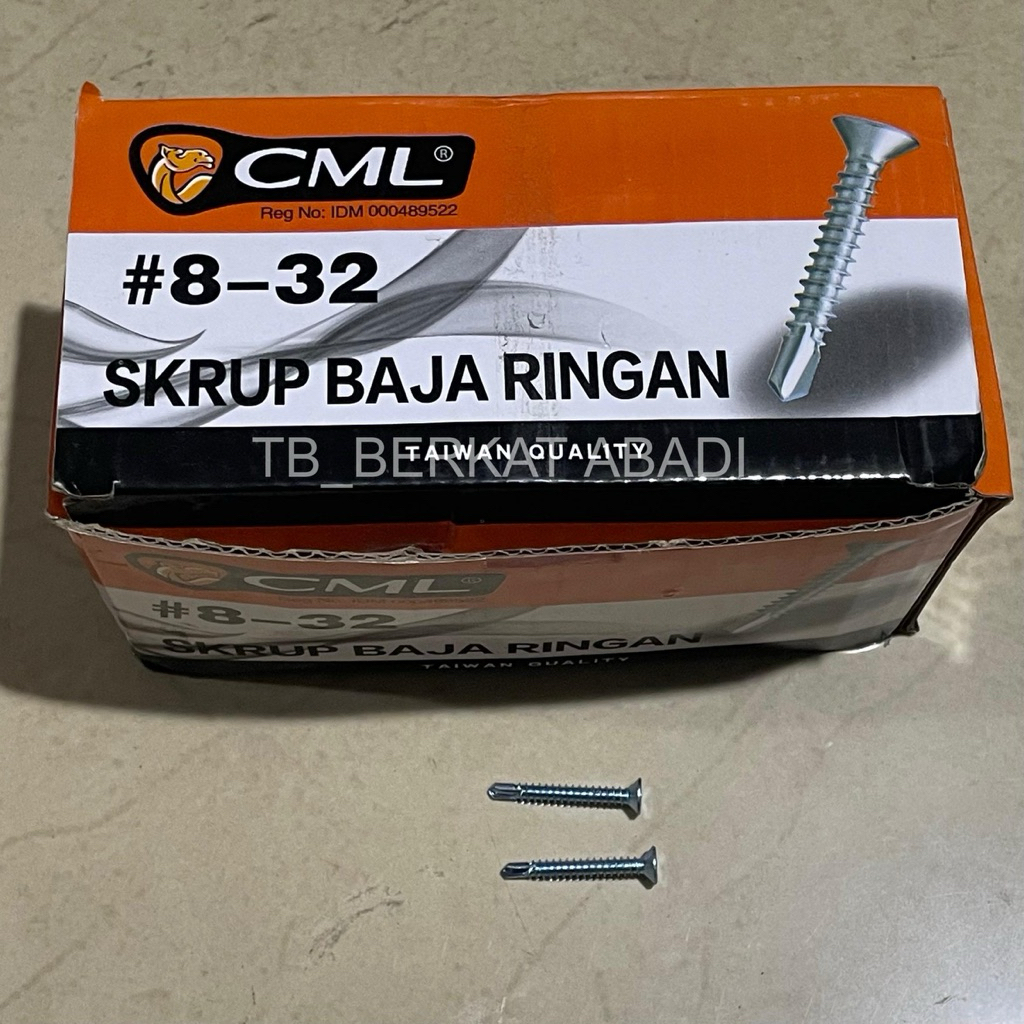 CML®
Reg No: IDM 000489522
#8-32
SKRUP BAJA RINGAN
TAIWAN QUALITY
TB_BERKAT ABADI
CML®
#8-32
SKRUP BAJA RINGAN
TAIWAN QUALITY